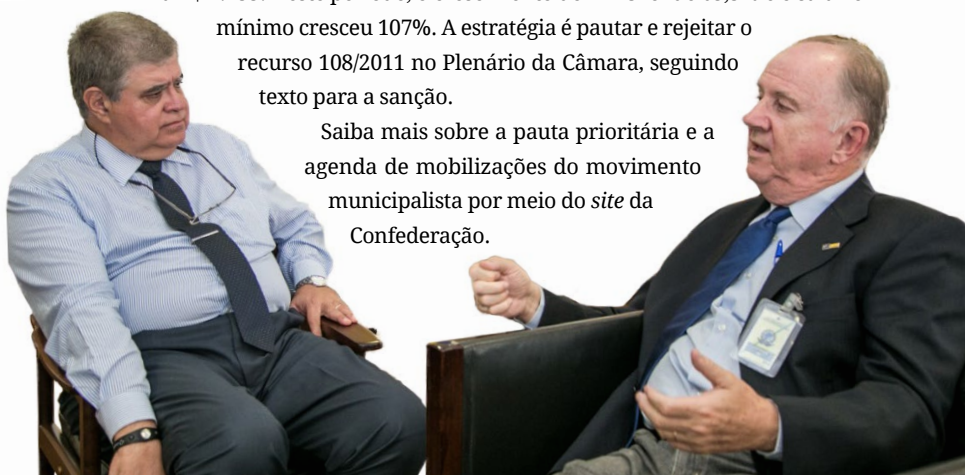 mínimo cresceu 107%. A estratégia é pautar e rejeitar o
recurso 108/2011 no Plenário da Câmara, seguindo
texto para a sanção.
Saiba mais sobre a pauta prioritária e a
agenda de mobilizações do movimento
municipalista por meio do site da
Confederação.